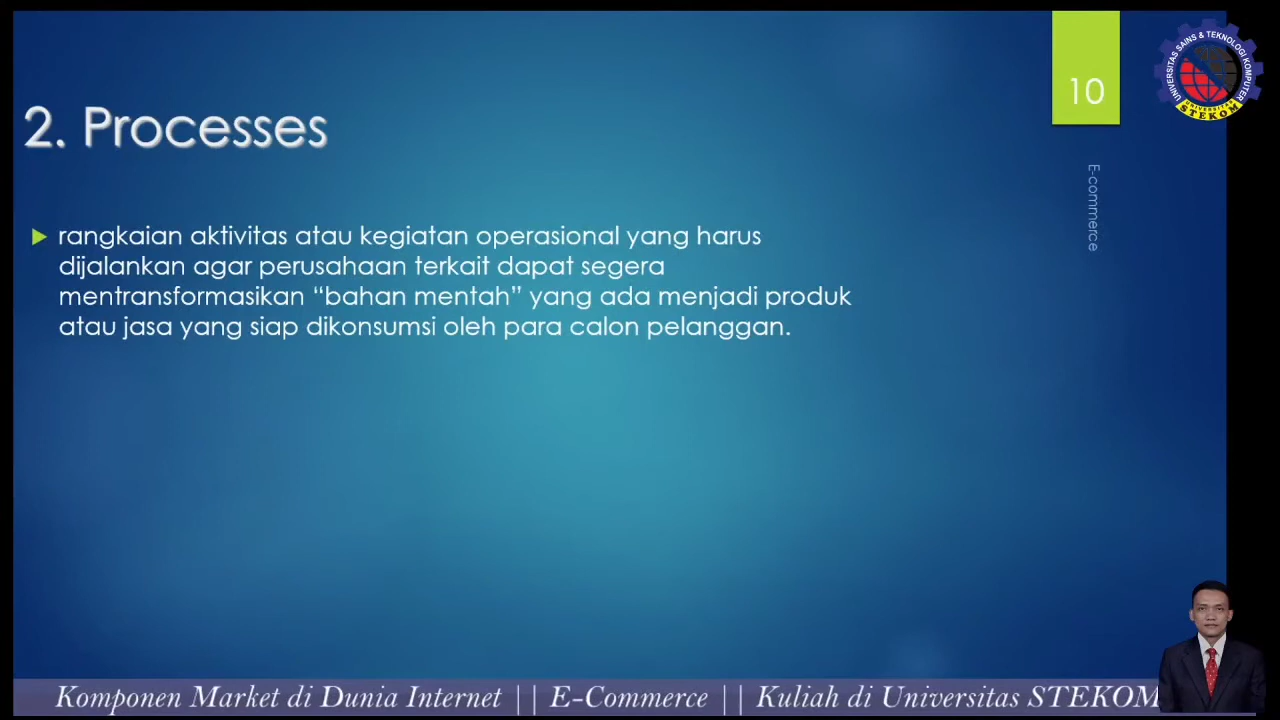 10
UNIVERSITAS SAINS & TEKNOLOGI KOMPUTER
UNIVERSITAS
STEKOM
2. Processes
E-commerce
rangkaian aktivitas atau kegiatan operasional yang harus
dijalankan agar perusahaan terkait dapat segera
mentransformasikan “bahan mentah” yang ada menjadi produk
atau jasa yang siap dikonsumsi oleh para calon pelanggan.
Komponen Market di Dunia Internet || E-Commerce || Kuliah di Universitas STEKOM